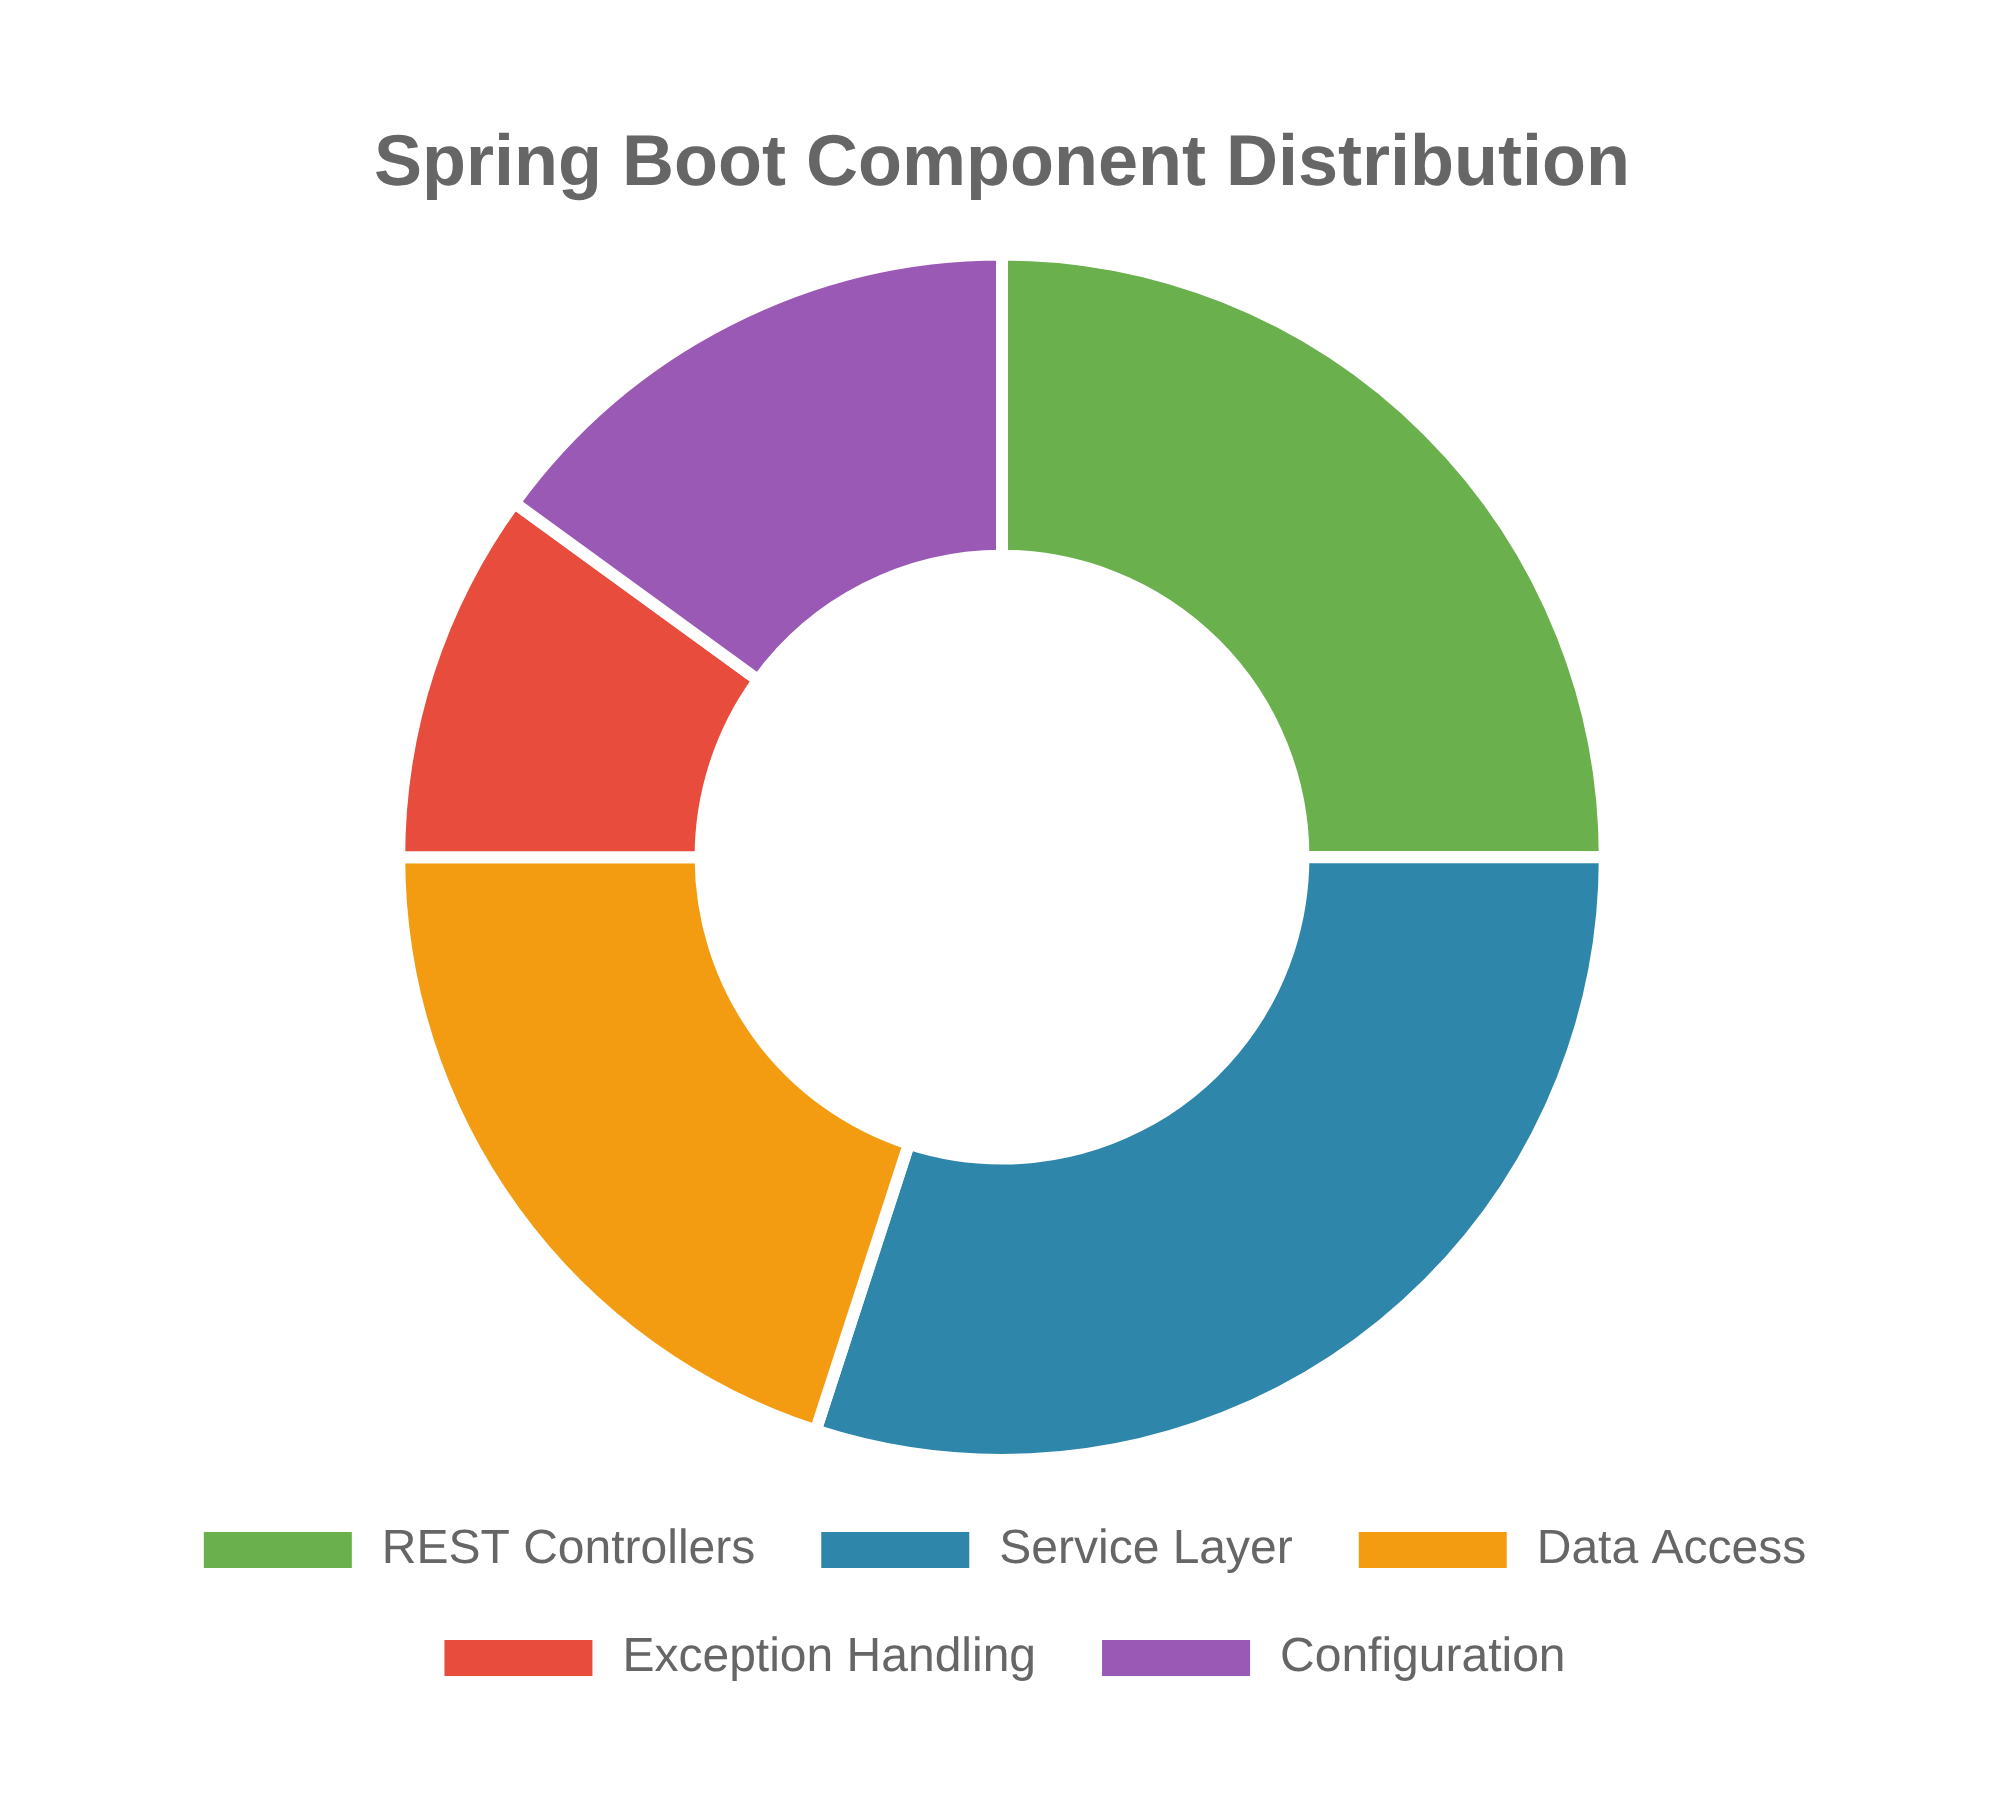 Spring Boot Component Distribution
REST Controllers Service Layer Data Access
Exception Handling Configuration